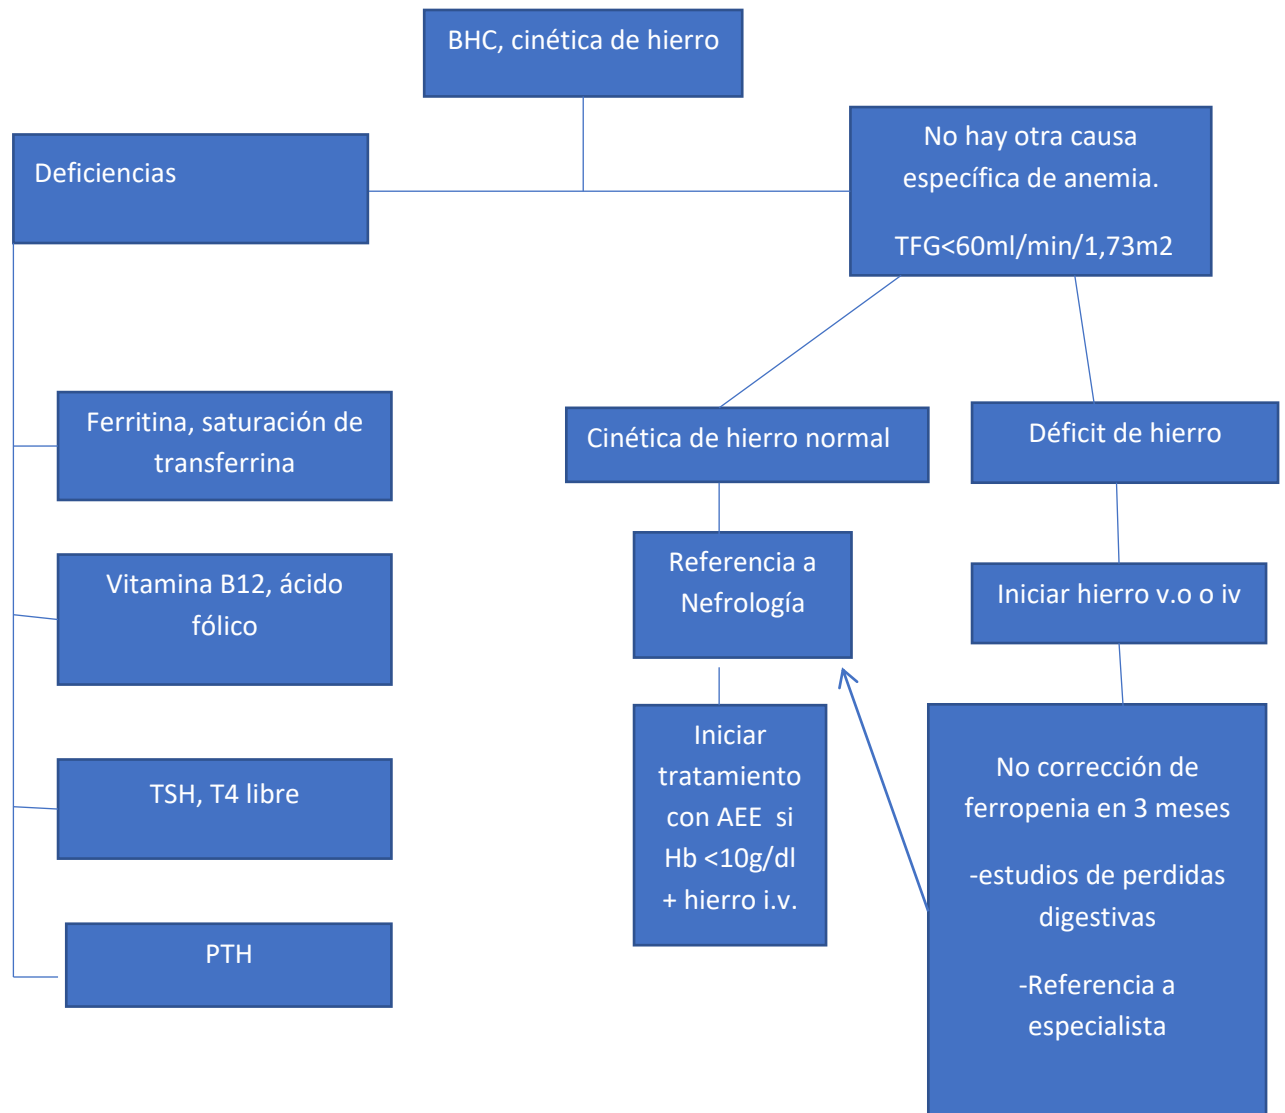 BHC, cinética de hierro
Deficiencias
No hay otra causa
específica de anemia.
TFG<60ml/min/1,73m2
Ferritina, saturación de
transferrina
Cinética de hierro normal
Déficit de hierro
Vitamina B12, ácido
fólico
Referencia a
Nefrología
Iniciar hierro v.o o iv
TSH, T4 libre
Iniciar
tratamiento
con AEE si
Hb <10g/dl
+ hierro i.v.
No corrección de
ferropenia en 3 meses
-estudios de perdidas
digestivas
-Referencia a
especialista
PTH